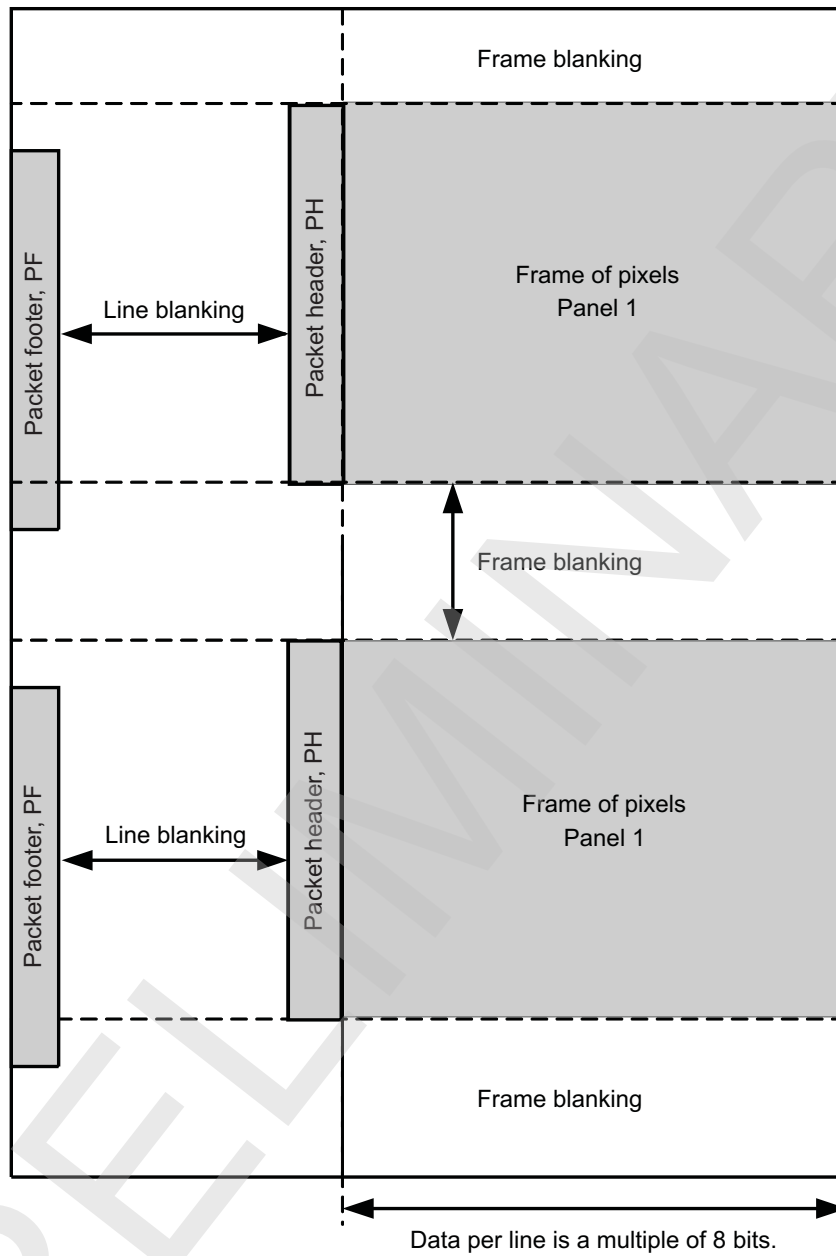 Frame blanking
Packet footer, PF
Line blanking
Packet header, PH
Frame of pixels
Panel 1
Frame blanking
Packet footer, PF
Line blanking
Packet header, PH
Frame of pixels
Panel 1
Frame blanking
Data per line is a multiple of 8 bits.